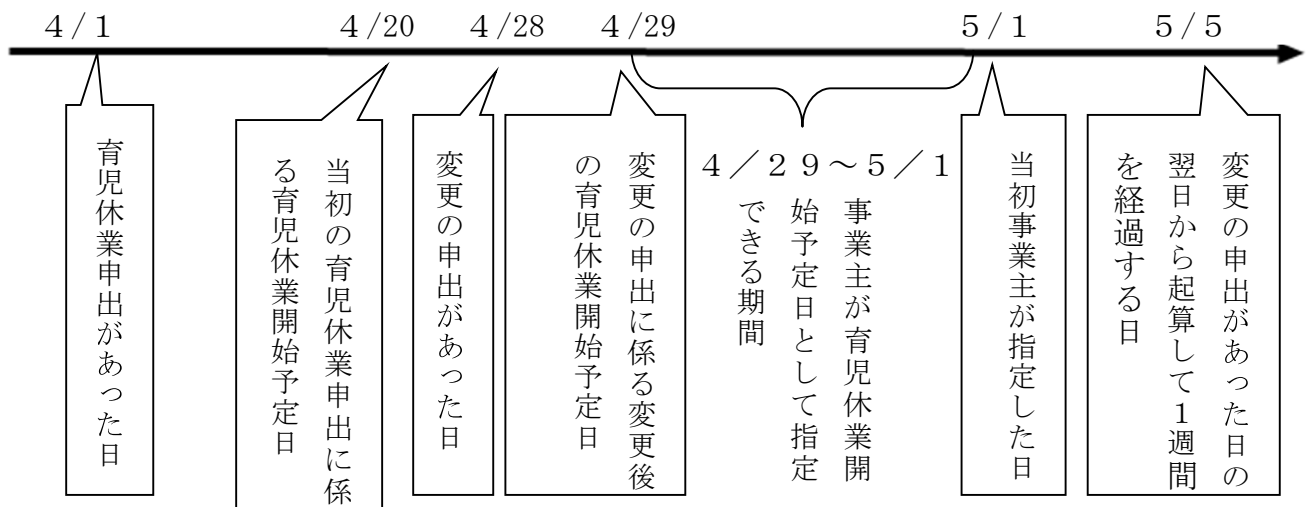 ４/１
４/20
４/28
４/29
５/１
５/５
育児休業申出があった日
当初の育児休業申出に係
る育児休業開始予定日
変更の申出があった日
変更の申出に係る変更後
の育児休業開始予定日
４／２９～５／１
事業主が育児休業開
始予定日として指定
できる期間
当初事業主が指定した日
変更の申出があった日の
翌日から起算して１週間
を経過する日